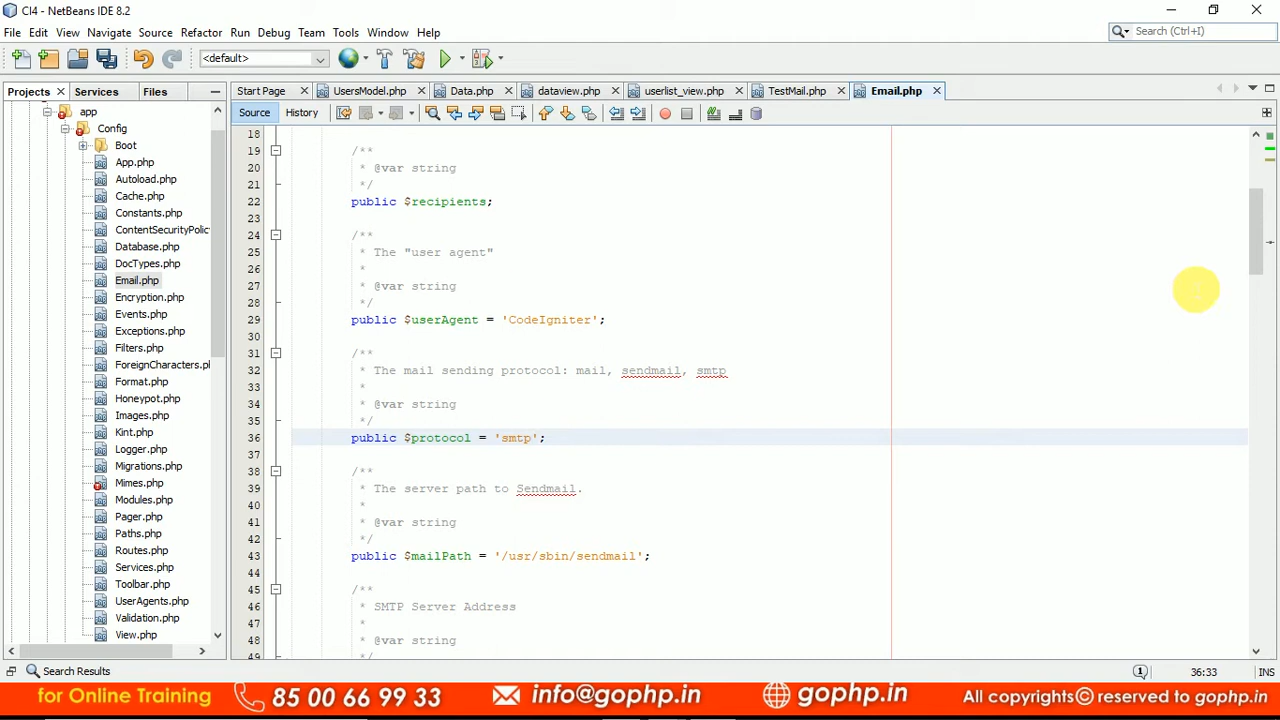 CI4 - NetBeans IDE 8.2
File Edit View Navigate Source Refactor Run Debug Team Tools Window Help
Search (Ctrl+I)
<default>
Projects Services Files
Start Page UsersModel.php Data.php dataview.php userlist_view.php TestMail.php Email.php
Source History
app
Config
Boot
App.php
Autoload.php
Cache.php
Constants.php
ContentSecurityPolic
Database.php
DocTypes.php
Email.php
Encryption.php
Events.php
Exceptions.php
Filters.php
ForeignCharacters.ph
Format.php
Honeypot.php
Images.php
Kint.php
Logger.php
Migrations.php
Mimes.php
Modules.php
Pager.php
Paths.php
Routes.php
Services.php
Toolbar.php
UserAgents.php
Validation.php
View.php
18
19 /**
20 * @var string
21 */
22 public $recipients;
23
24 /**
25 * The "user agent"
26 *
27 * @var string
28 */
29 public $userAgent = 'CodeIgniter';
30
31 /**
32 * The mail sending protocol: mail, sendmail, smtp
33 *
34 * @var string
35 */
36 public $protocol = 'smtp';
37
38 /**
39 * The server path to Sendmail.
40 *
41 * @var string
42 */
43 public $mailPath = '/usr/sbin/sendmail';
44
45 /**
46 * SMTP Server Address
47 *
48 * @var string
49 */
Search Results
1 36:33 INS
for Online Training 85 00 66 99 33 info@gophp.in gophp.in All copyrights© reserved to gophp.in